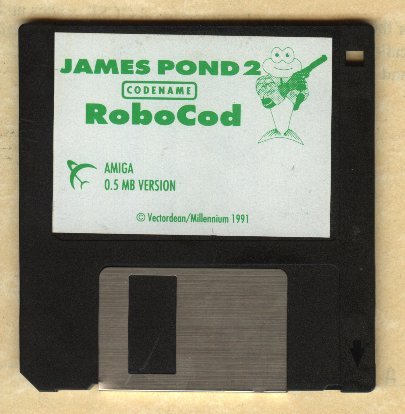 JAMES POND 2
CODENAME
RoboCod
AMIGA
0.5 MB VERSION
© Vectordean/Millennium 1991